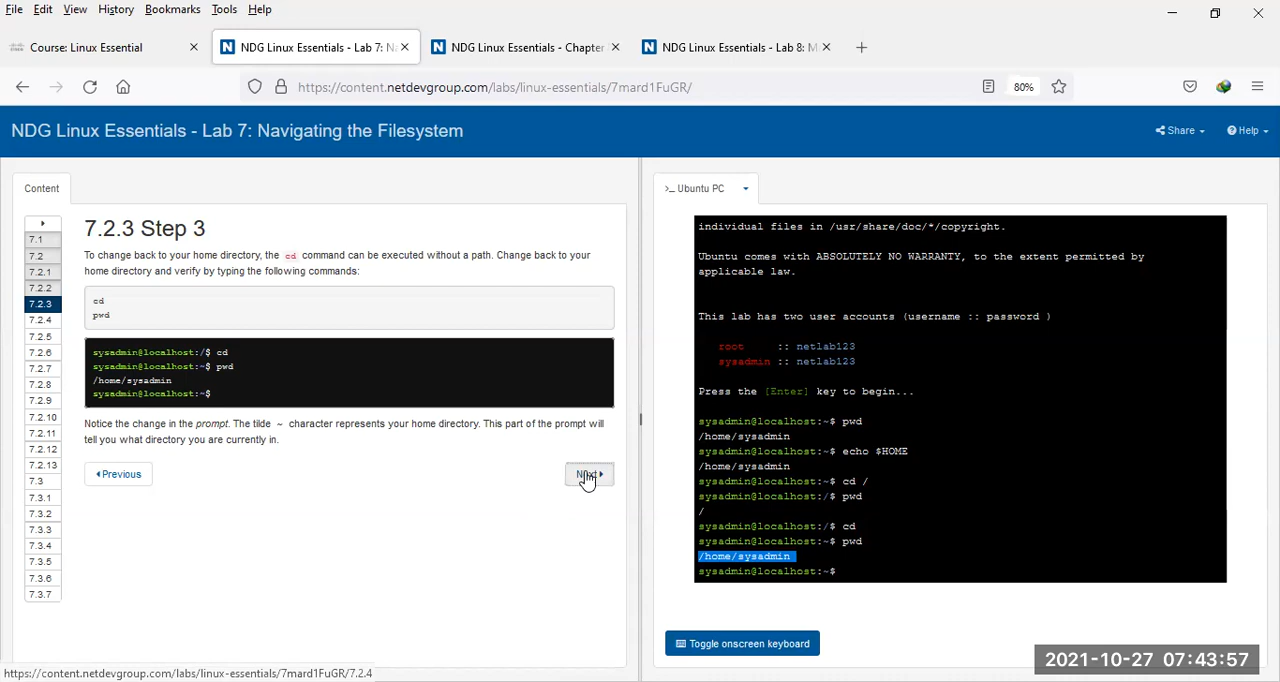 File Edit View History Bookmarks Tools Help
Course: Linux Essential
NDG Linux Essentials - Lab 7: Na
NDG Linux Essentials - Chapter
NDG Linux Essentials - Lab 8: M
https://content.netdevgroup.com/labs/linux-essentials/7mard1FuGR/
80%
NDG Linux Essentials - Lab 7: Navigating the Filesystem
Share
Help
Content
7.1
7.2
7.2.1
7.2.2
7.2.3
7.2.4
7.2.5
7.2.6
7.2.7
7.2.8
7.2.9
7.2.10
7.2.11
7.2.12
7.2.13
7.3
7.3.1
7.3.2
7.3.3
7.3.4
7.3.5
7.3.6
7.3.7
7.2.3 Step 3
To change back to your home directory, the cd command can be executed without a path. Change back to your
home directory and verify by typing the following commands:
cd
pwd
sysadmin@localhost:/$ cd
sysadmin@localhost:~$ pwd
/home/sysadmin
sysadmin@localhost:~$
Notice the change in the prompt. The tilde ~ character represents your home directory. This part of the prompt will
tell you what directory you are currently in.
Previous
Next
>_ Ubuntu PC
individual files in /usr/share/doc/*/copyright.
Ubuntu comes with ABSOLUTELY NO WARRANTY, to the extent permitted by
applicable law.
This lab has two user accounts (username :: password )
root :: netlab123
sysadmin :: netlab123
Press the [Enter] key to begin...
sysadmin@localhost:~$ pwd
/home/sysadmin
sysadmin@localhost:~$ echo $HOME
/home/sysadmin
sysadmin@localhost:~$ cd /
sysadmin@localhost:/$ pwd
/
sysadmin@localhost:/$ cd
sysadmin@localhost:~$ pwd
/home/sysadmin
sysadmin@localhost:~$
Toggle onscreen keyboard
https://content.netdevgroup.com/labs/linux-essentials/7mard1FuGR/7.2.4
2021-10-27 07:43:57